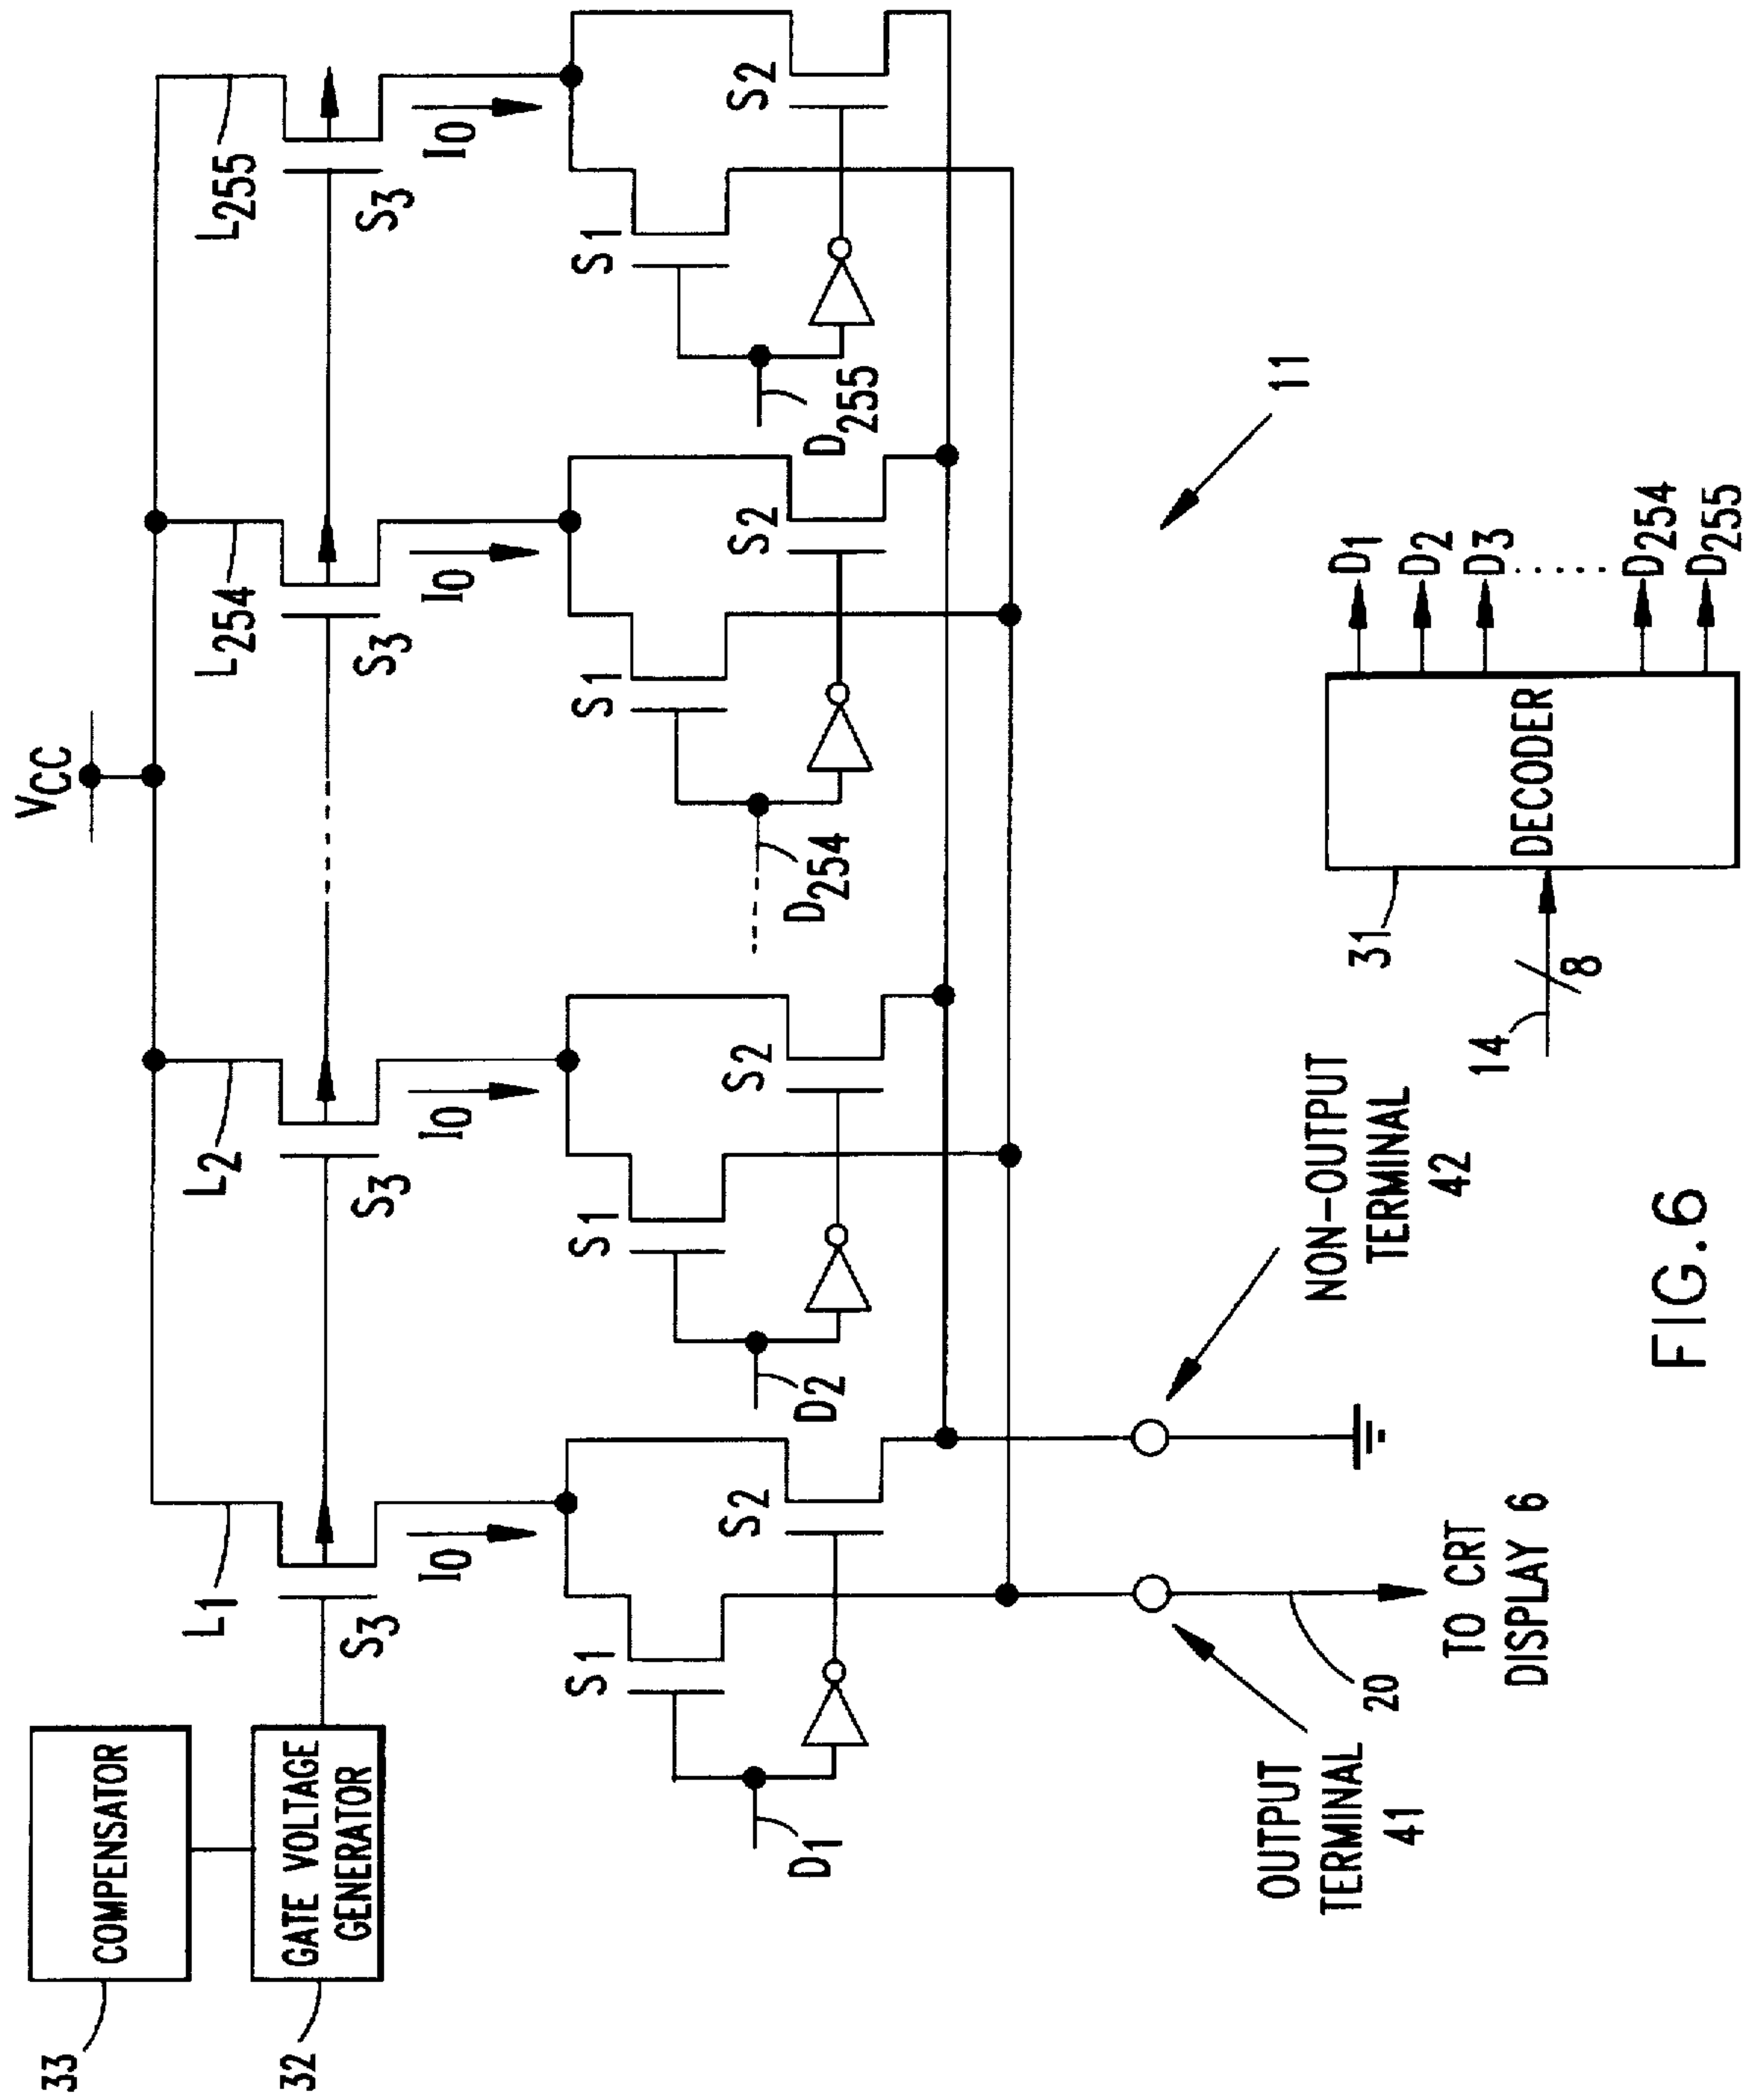 33
COMPENSATOR
32
GATE VOLTAGE
GENERATOR
VCC
L1
L2
L254
L255
S3
S3
S3
S3
I0
I0
I0
I0
S1
S2
S1
S2
S1
S2
S1
S2
D1
D2
D254
D255
OUTPUT
TERMINAL
41
20
TO CRT
DISPLAY 6
NON-OUTPUT
TERMINAL
42
11
14
8
31
DECODER
D1
D2
D3
......
D254
D255
FIG.6